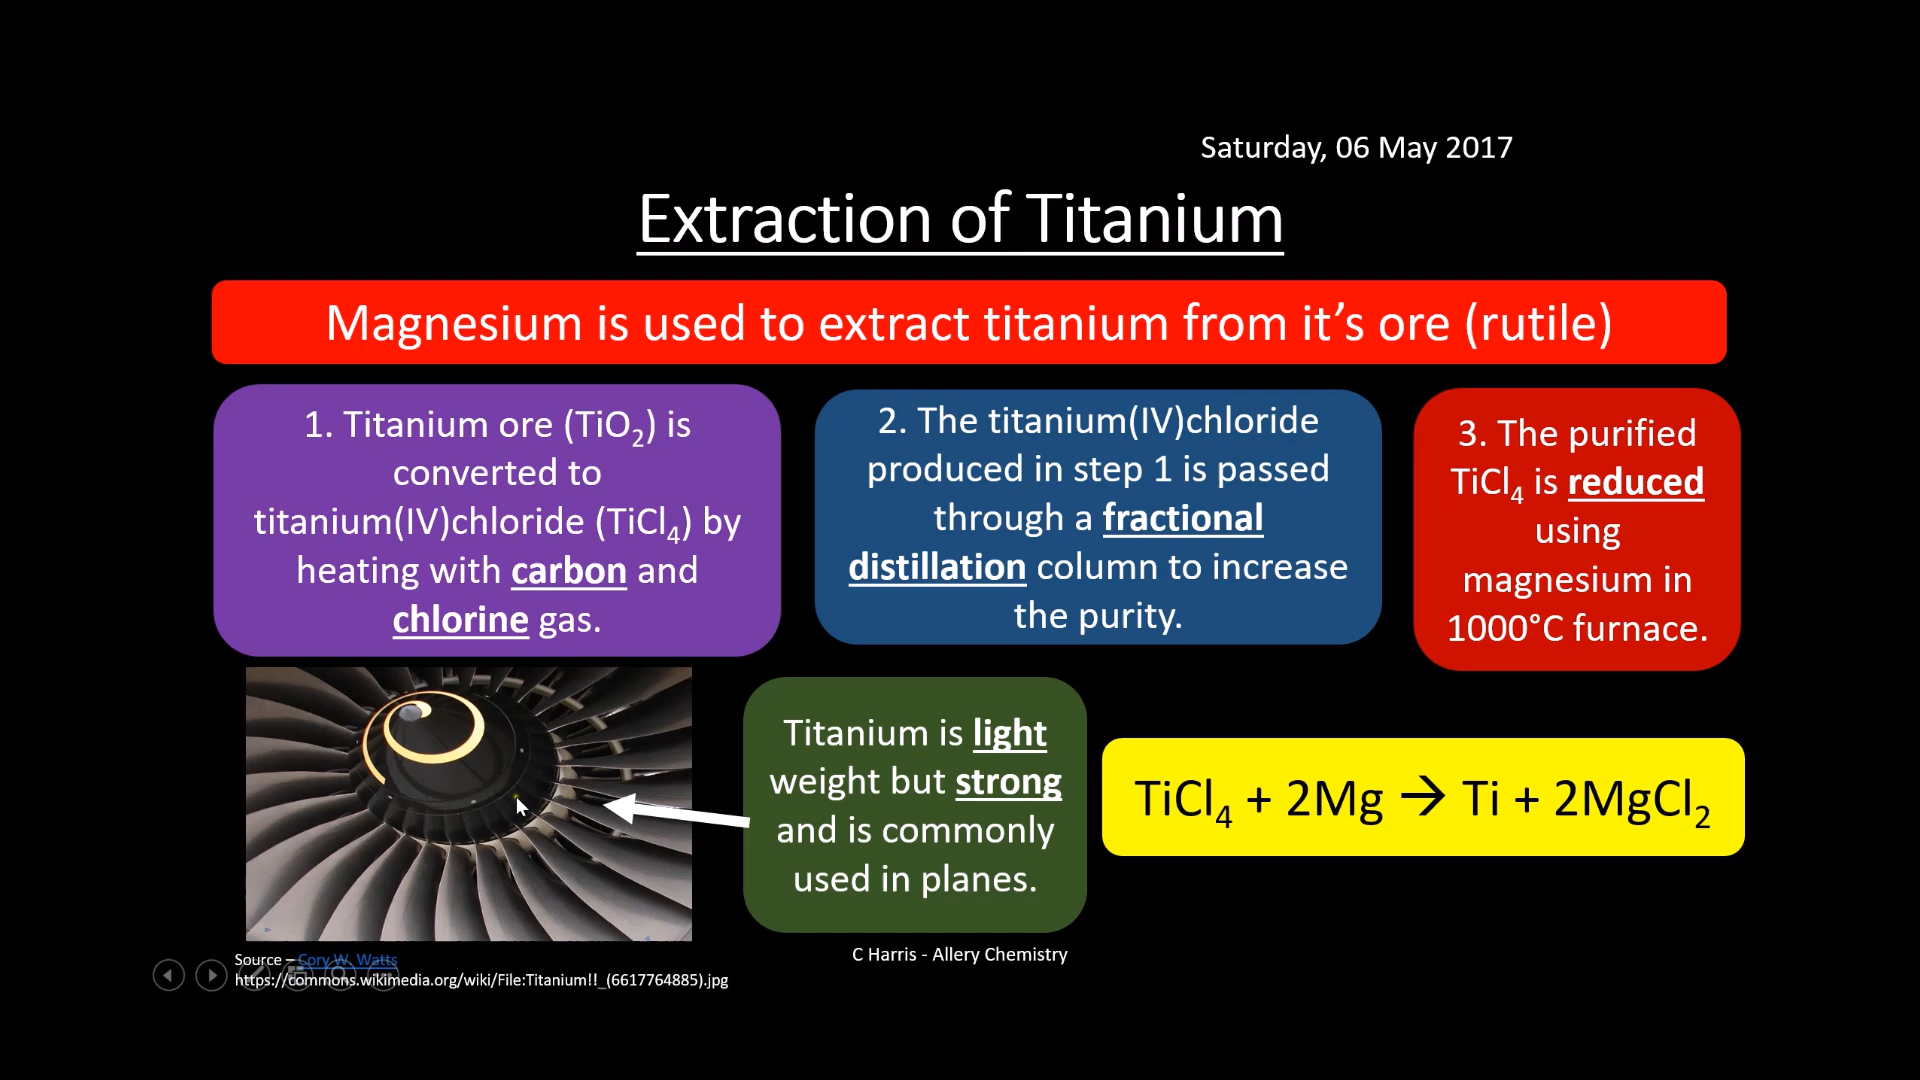 Saturday, 06 May 2017
Extraction of Titanium
Magnesium is used to extract titanium from it’s ore (rutile)
1. Titanium ore (TiO₂) is
converted to
titanium(IV)chloride (TiCl₄) by
heating with carbon and
chlorine gas.
2. The titanium(IV)chloride
produced in step 1 is passed
through a fractional
distillation column to increase
the purity.
3. The purified
TiCl₄ is reduced
using
magnesium in
1000°C furnace.
Titanium is light
weight but strong
and is commonly
used in planes.
TiCl₄ + 2Mg → Ti + 2MgCl₂
C Harris - Allery Chemistry
Source – Cory W. Watts
https://commons.wikimedia.org/wiki/File:Titanium!!_(6617764885).jpg